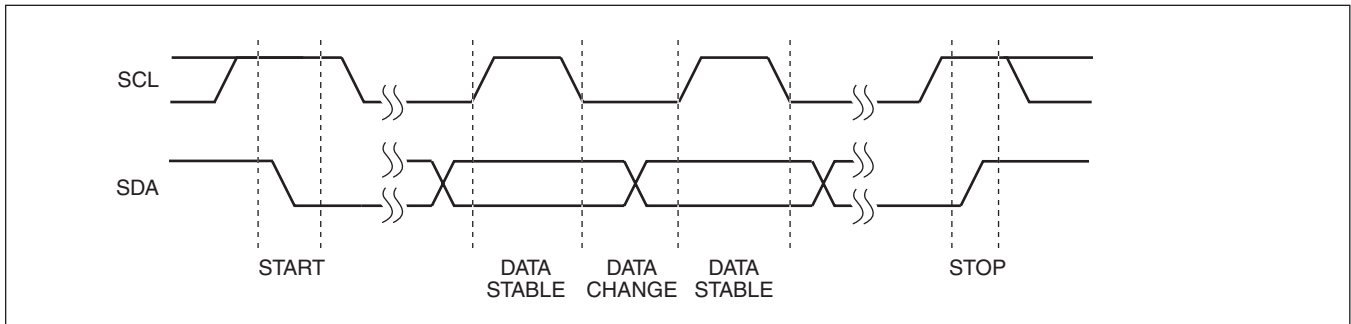 SCL
SDA
START
DATA
STABLE
DATA
CHANGE
DATA
STABLE
STOP